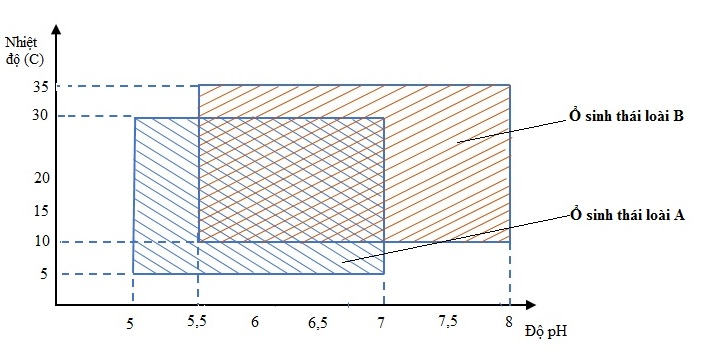 Nhiệt
độ (C)
35
30
20
15
10
5
Ổ sinh thái loài B
Ổ sinh thái loài A
5 5,5 6 6,5 7 7,5 8
Độ pH